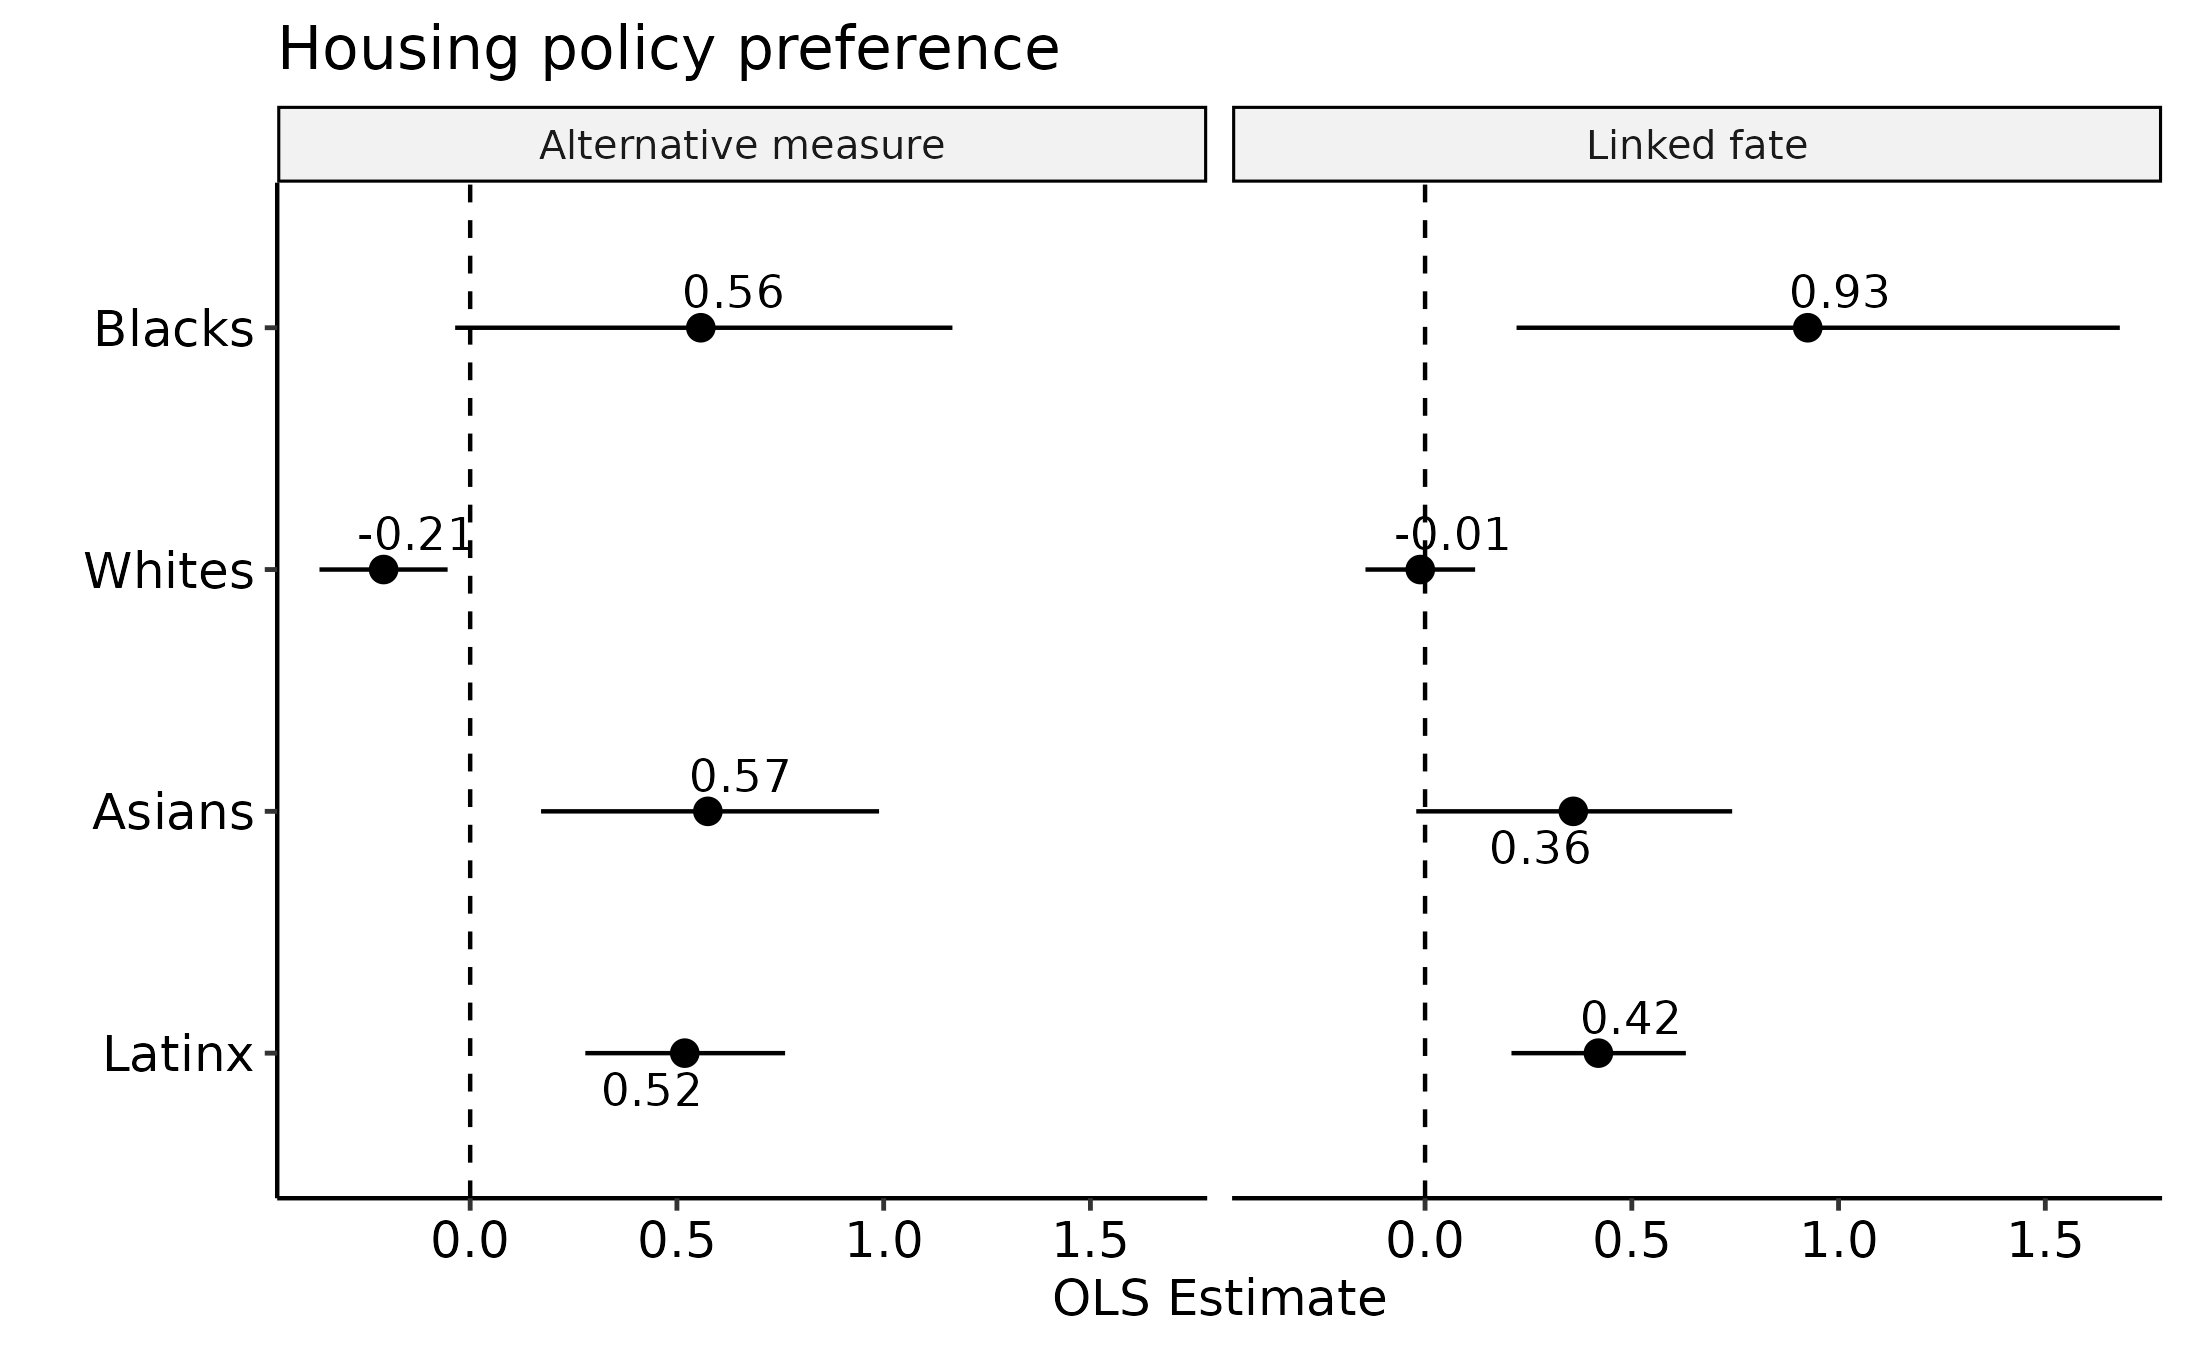 Housing policy preference
Alternative measure
Linked fate
Blacks
0.56
0.93
Whites
-0.21
-0.01
Asians
0.57
0.36
Latinx
0.52
0.42
0.0 0.5 1.0 1.5
0.0 0.5 1.0 1.5
OLS Estimate